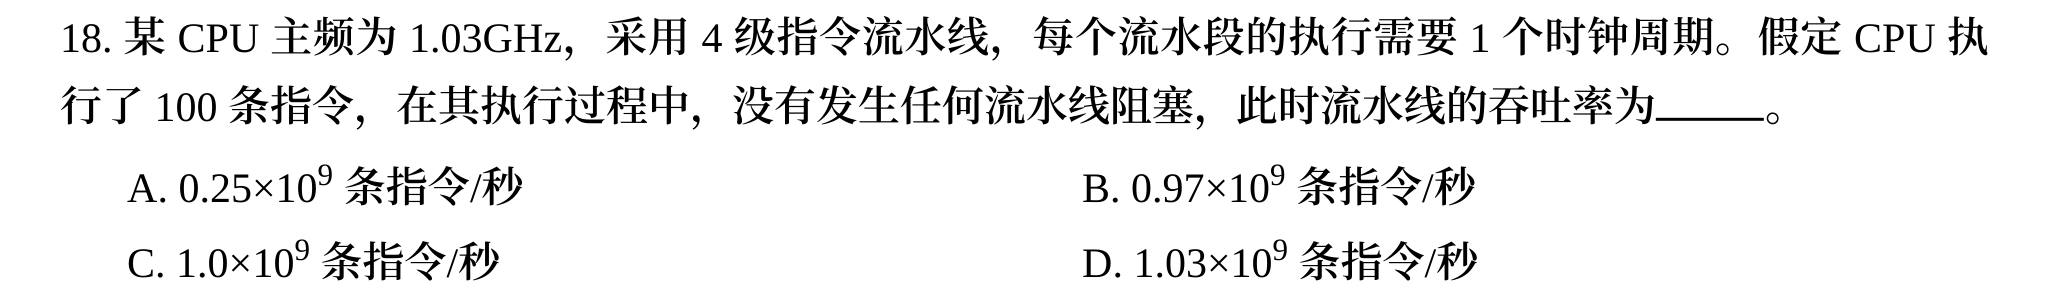 18. 某 CPU 主频为 1.03GHz，采用 4 级指令流水线，每个流水段的执行需要 1 个时钟周期。假定 CPU 执
行了 100 条指令，在其执行过程中，没有发生任何流水线阻塞，此时流水线的吞吐率为_____。
A. 0.25×10⁹ 条指令/秒 B. 0.97×10⁹ 条指令/秒
C. 1.0×10⁹ 条指令/秒 D. 1.03×10⁹ 条指令/秒